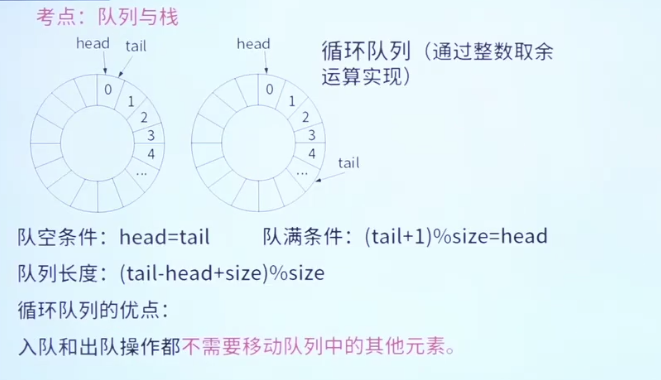 考点：队列与栈
head tail
head
循环队列（通过整数取余
运算实现）
0
1
2
3
4
...
0
1
2
3
4
...
tail
队空条件：head=tail 队满条件：(tail+1)%size=head
队列长度：(tail-head+size)%size
循环队列的优点：
入队和出队操作都不需要移动队列中的其他元素。